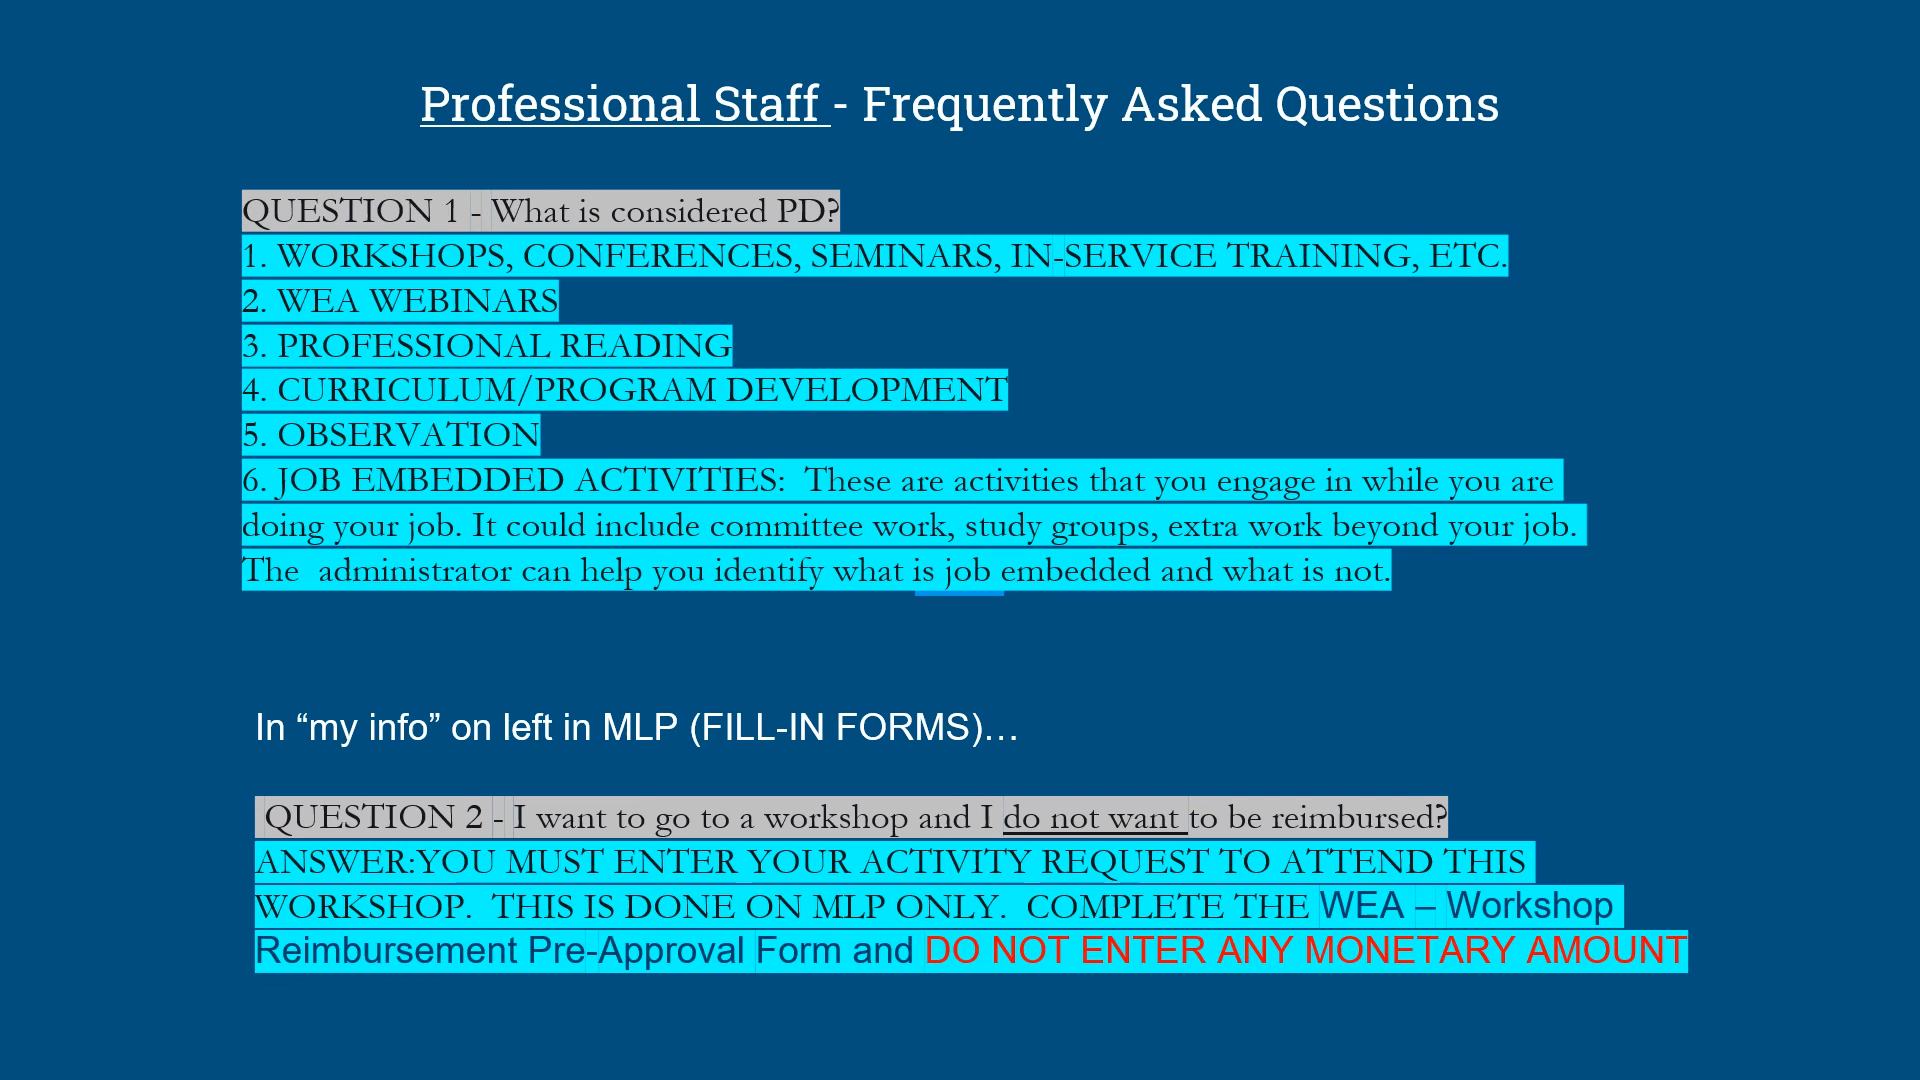 Professional Staff - Frequently Asked Questions
QUESTION 1 - What is considered PD?
1. WORKSHOPS, CONFERENCES, SEMINARS, IN-SERVICE TRAINING, ETC.
2. WEA WEBINARS
3. PROFESSIONAL READING
4. CURRICULUM/PROGRAM DEVELOPMENT
5. OBSERVATION
6. JOB EMBEDDED ACTIVITIES:  These are activities that you engage in while you are
doing your job. It could include committee work, study groups, extra work beyond your job.
The  administrator can help you identify what is job embedded and what is not.
In “my info” on left in MLP (FILL-IN FORMS)…
QUESTION 2 - I want to go to a workshop and I do not want to be reimbursed?
ANSWER:YOU MUST ENTER YOUR ACTIVITY REQUEST TO ATTEND THIS
WORKSHOP.  THIS IS DONE ON MLP ONLY.  COMPLETE THE WEA – Workshop
Reimbursement Pre-Approval Form and DO NOT ENTER ANY MONETARY AMOUNT